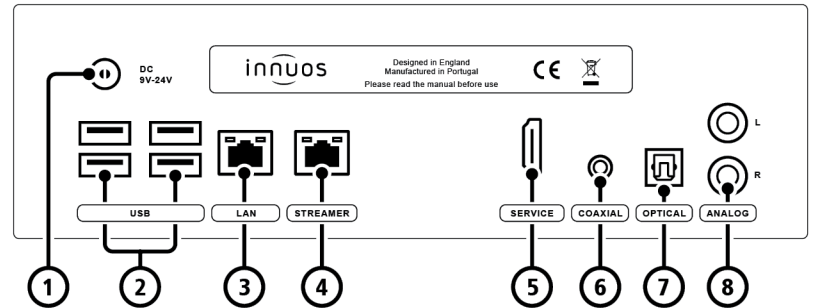 DC
9V-24V
innuos
Designed in England
Manufactured in Portugal
Please read the manual before use
CE
L
R
USB
LAN
STREAMER
SERVICE
COAXIAL
OPTICAL
ANALOG
1
2
3
4
5
6
7
8